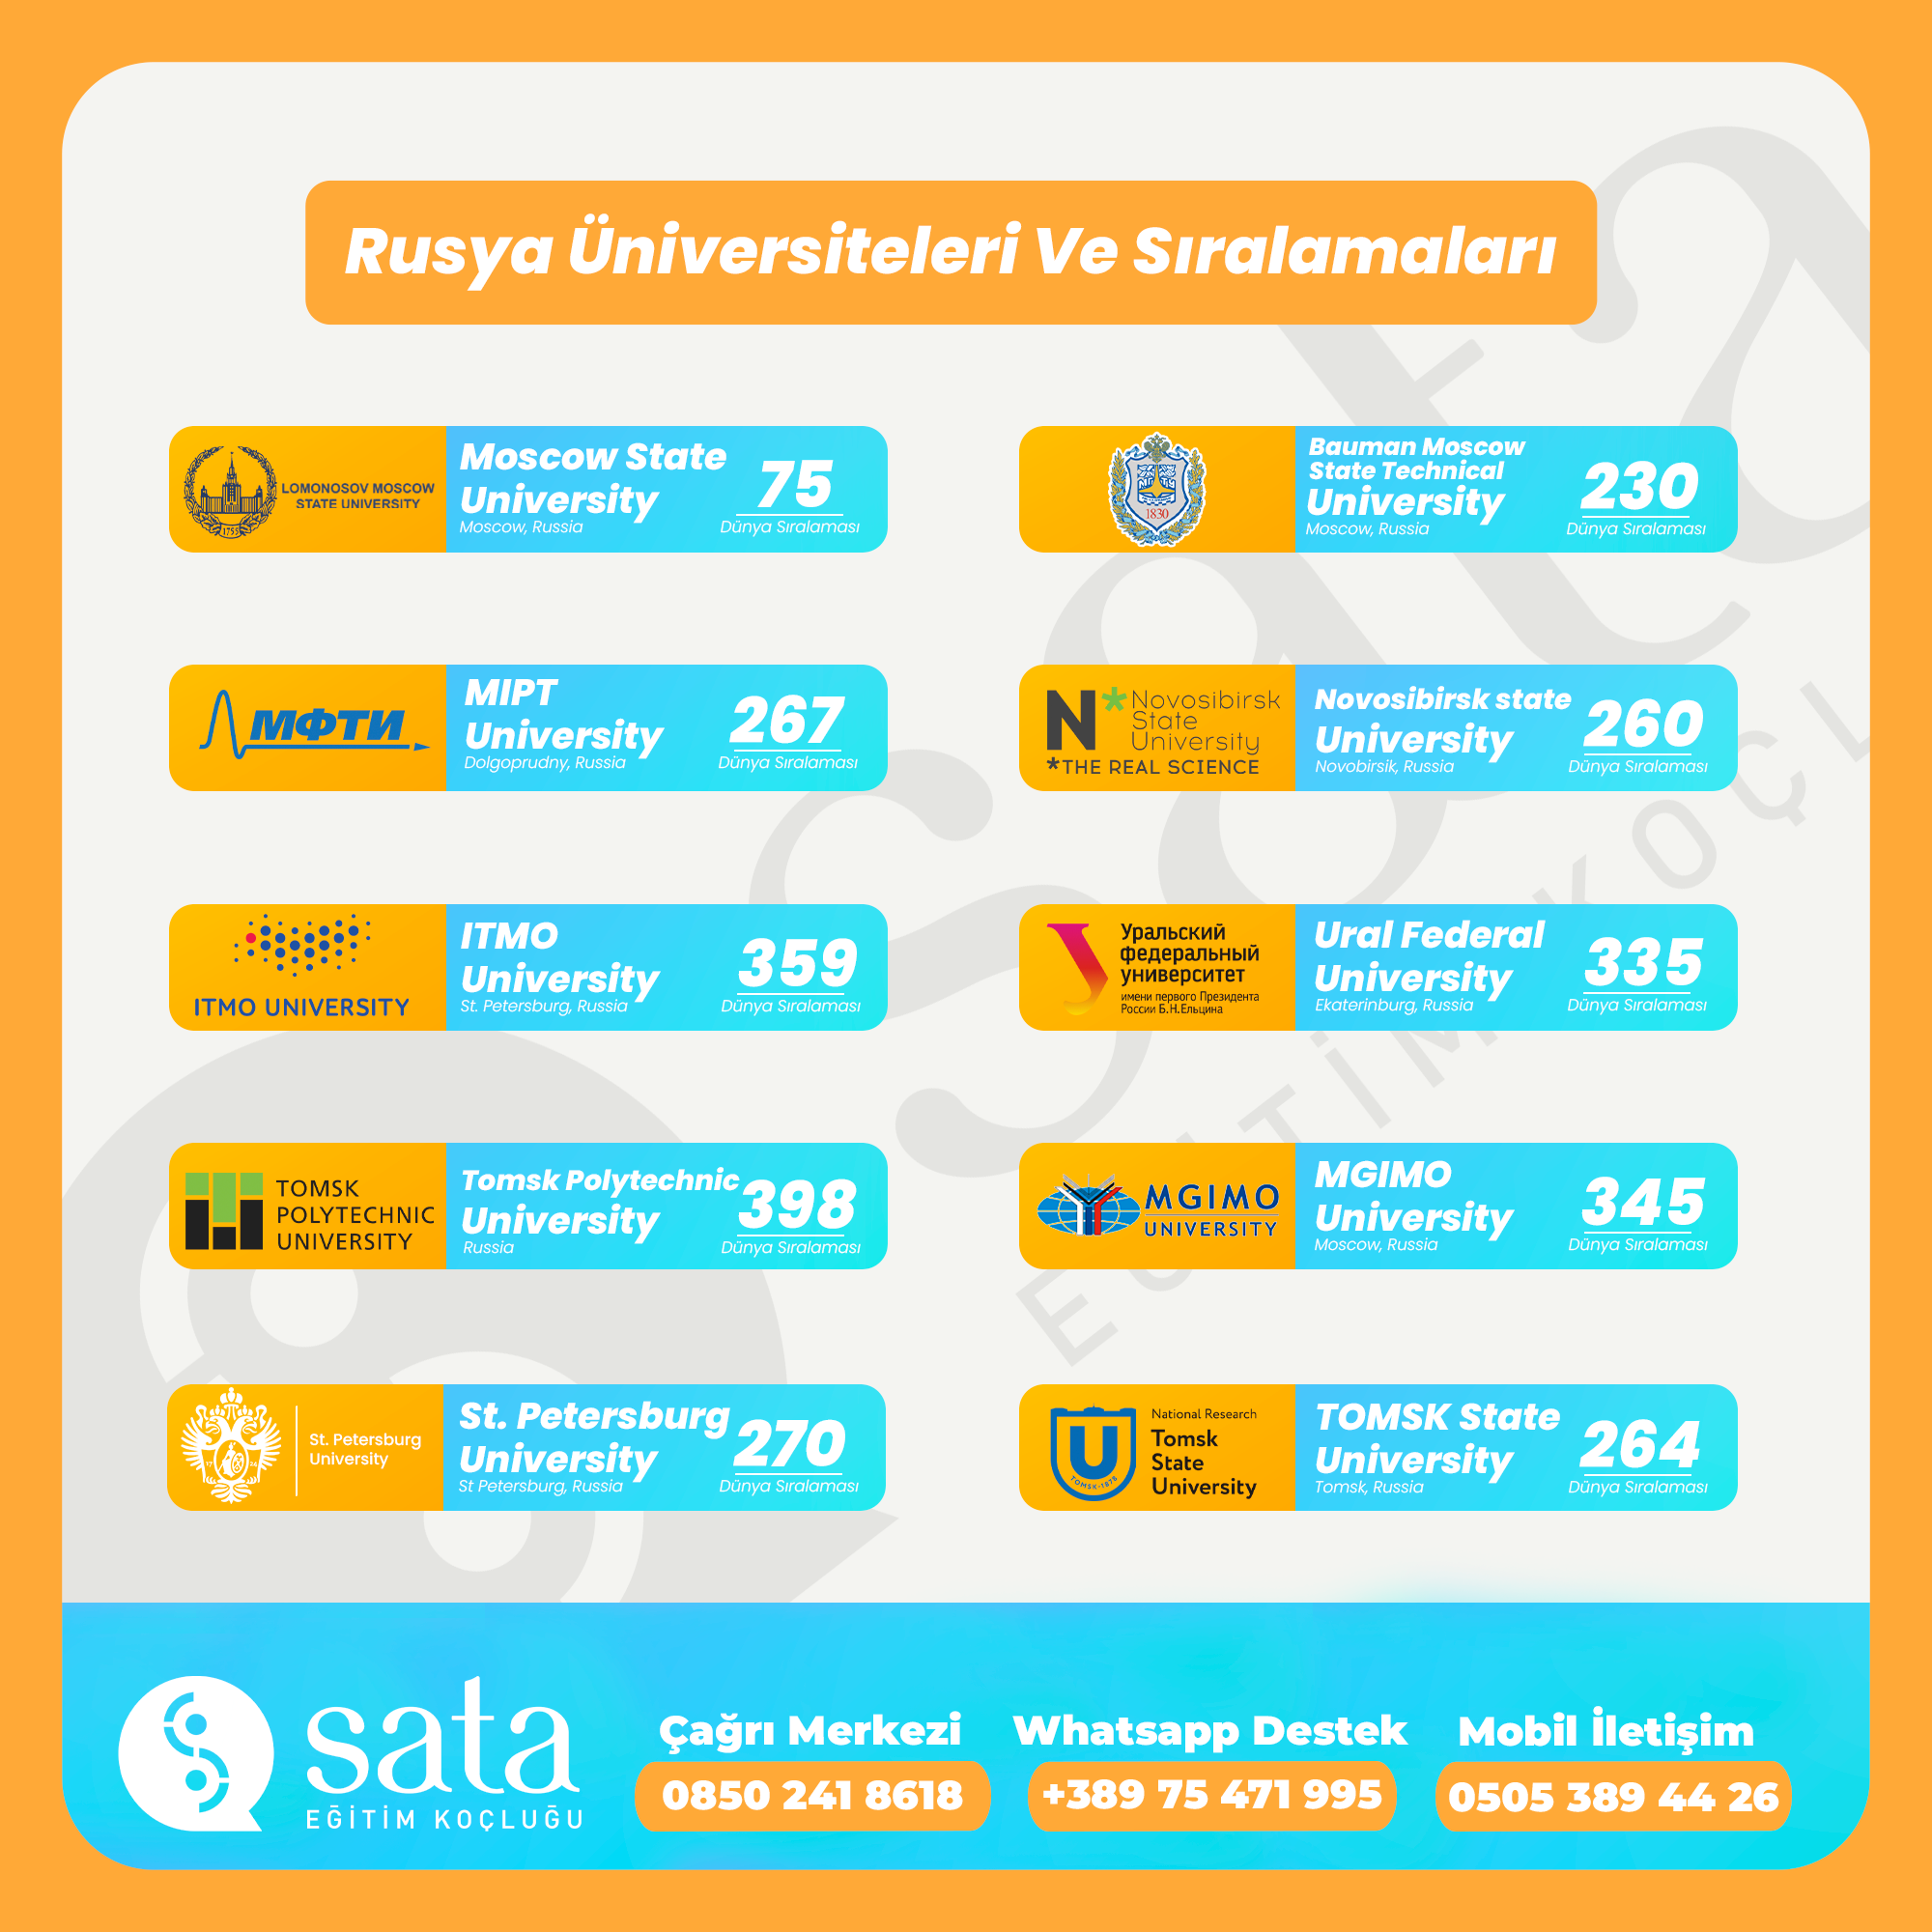 Rusya Üniversiteleri Ve Sıralamaları
LOMONOSOV MOSCOW
STATE UNIVERSITY
1755
Moscow State
University
Moscow, Russia
75
Dünya Sıralaması
1830
Bauman Moscow
State Technical
University
Moscow, Russia
230
Dünya Sıralaması
МФТИ
MIPT
University
Dolgoprudny, Russia
267
Dünya Sıralaması
N*
Novosibirsk
State
University
*THE REAL SCIENCE
Novosibirsk state
University
Novobirsik, Russia
260
Dünya Sıralaması
ITMO UNIVERSITY
ITMO
University
St. Petersburg, Russia
359
Dünya Sıralaması
Уральский
федеральный
университет
имени первого Президента
России Б.Н.Ельцина
Ural Federal
University
Ekaterinburg, Russia
335
Dünya Sıralaması
TOMSK
POLYTECHNIC
UNIVERSITY
Tomsk Polytechnic
University
Russia
398
Dünya Sıralaması
MGIMO
UNIVERSITY
MGIMO
University
Moscow, Russia
345
Dünya Sıralaması
St. Petersburg
University
St. Petersburg
University
St Petersburg, Russia
270
Dünya Sıralaması
U
TOMSK-1878
National Research
Tomsk
State
University
TOMSK State
University
Tomsk, Russia
264
Dünya Sıralaması
sata
EĞİTİM KOÇLUĞU
Çağrı Merkezi
0850 241 8618
Whatsapp Destek
+389 75 471 995
Mobil İletişim
0505 389 44 26